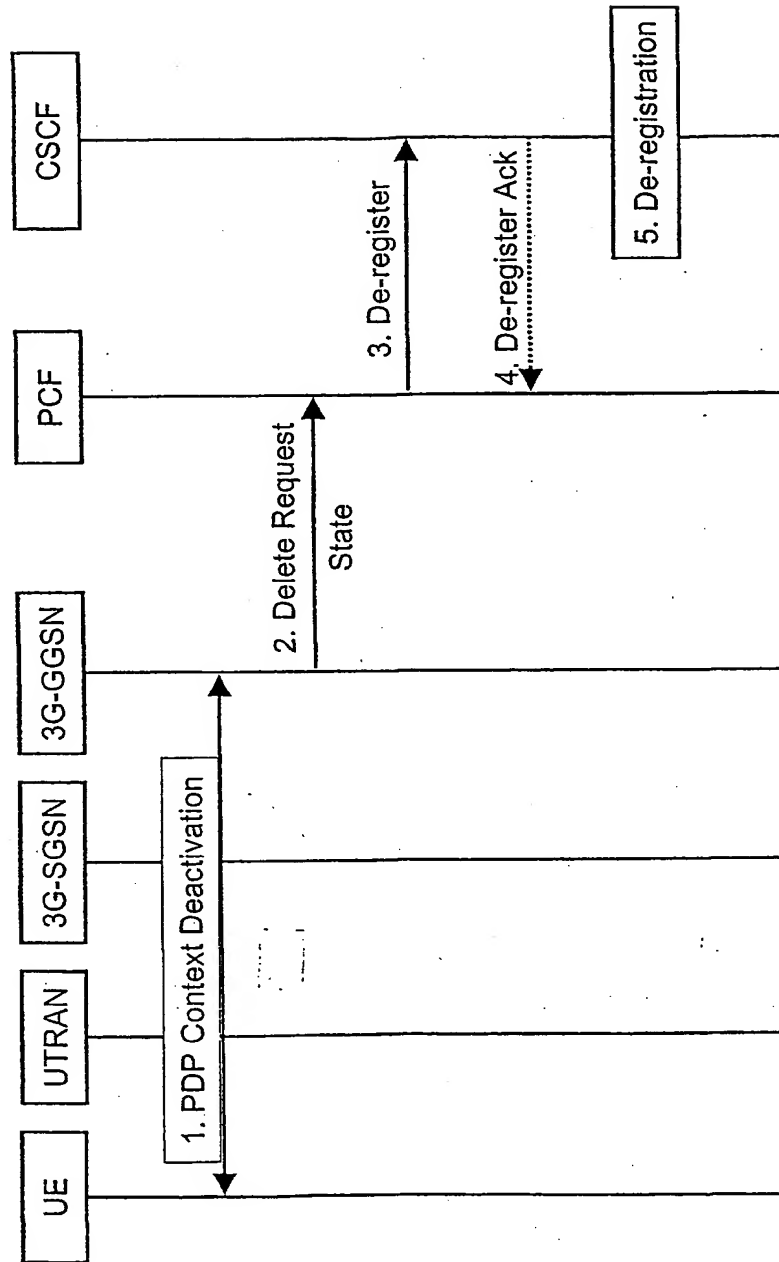 UE
UTRAN
3G-SGSN
3G-GGSN
PCF
CSCF
1. PDP Context Deactivation
2. Delete Request
State
3. De-register
4. De-register Ack
5. De-registration